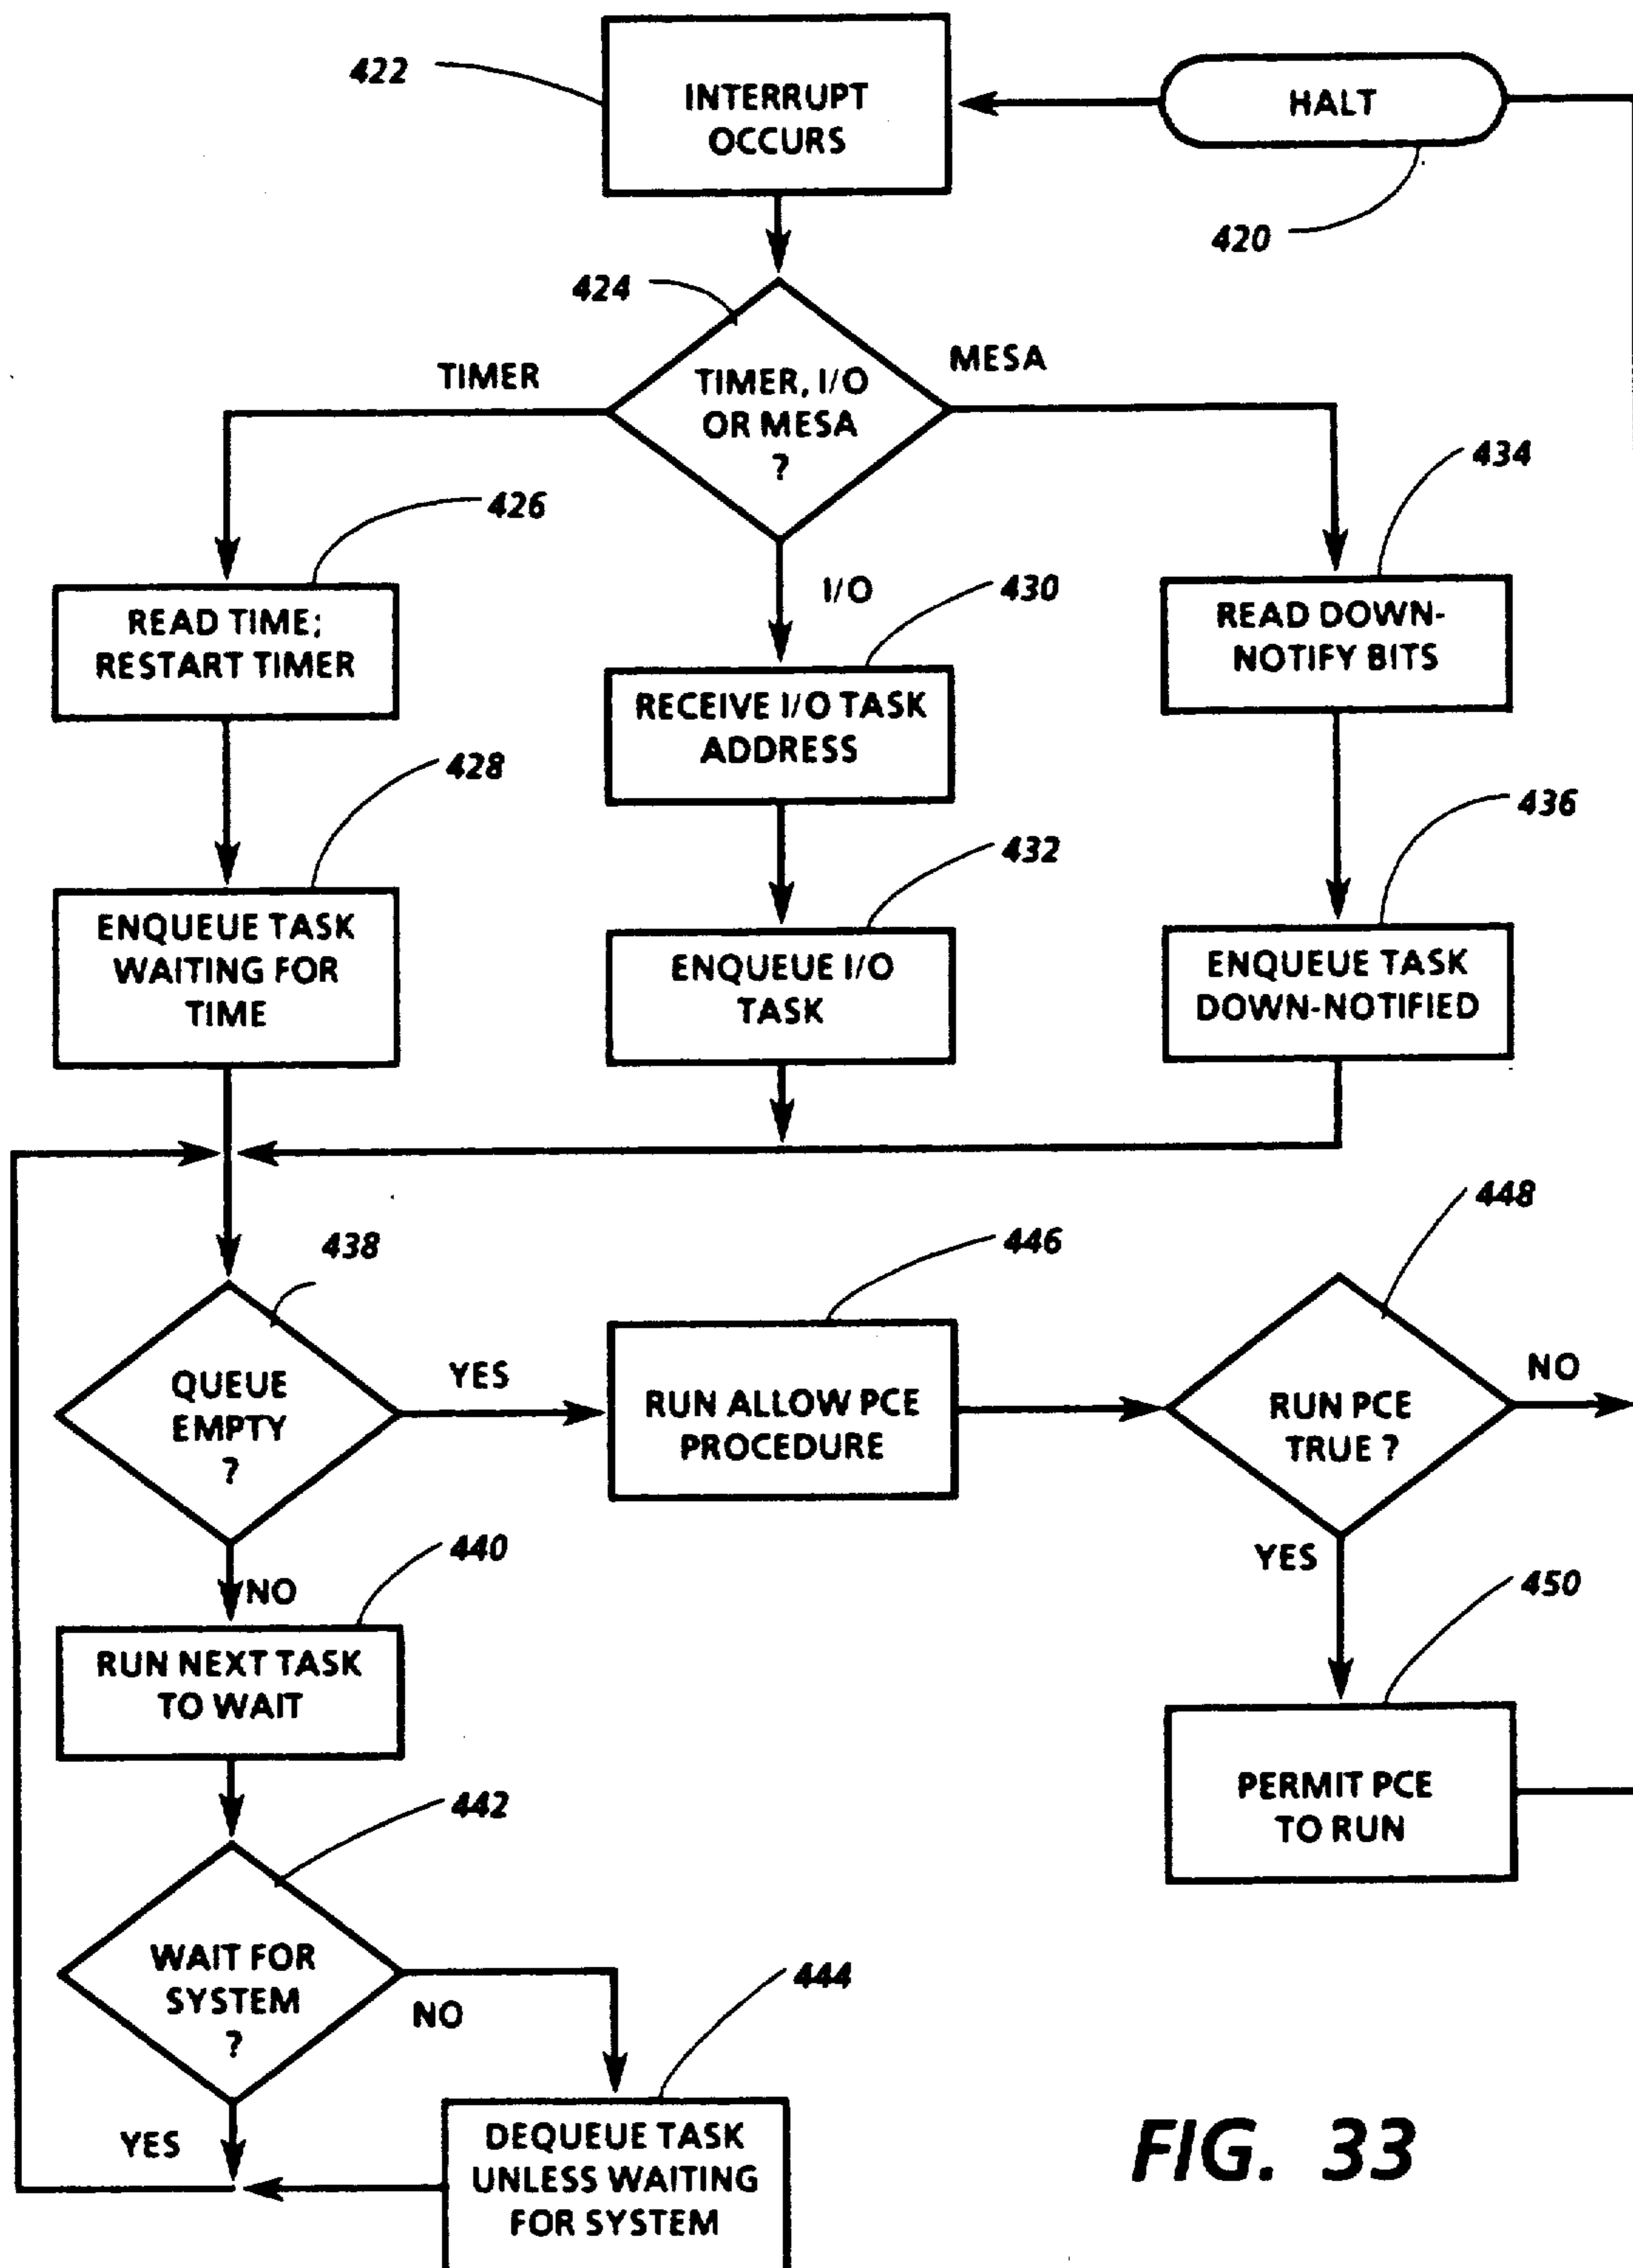 422
INTERRUPT
OCCURS
HALT
420
424
TIMER
TIMER, I/O
OR MESA
?
MESA
426
434
READ TIME;
RESTART TIMER
I/O
430
READ DOWN-
NOTIFY BITS
RECEIVE I/O TASK
ADDRESS
428
436
432
ENQUEUE TASK
WAITING FOR
TIME
ENQUEUE I/O
TASK
ENQUEUE TASK
DOWN-NOTIFIED
438
446
448
QUEUE
EMPTY
?
YES
RUN ALLOW PCE
PROCEDURE
RUN PCE
TRUE ?
NO
440
NO
YES
450
RUN NEXT TASK
TO WAIT
PERMIT PCE
TO RUN
442
WAIT FOR
SYSTEM
?
NO
444
YES
DEQUEUE TASK
UNLESS WAITING
FOR SYSTEM
FIG. 33